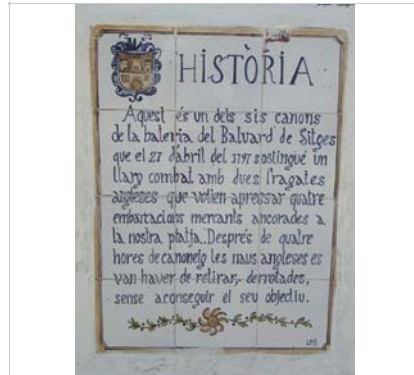 HISTÒRIA
Aquest és un dels sis canons
de la bateria del Baluard de Sitges
que el 27 d'abril del 1797 sostingué un
llarg combat amb dues fragates
angleses que volien apressar quatre
embarcacions mercants ancorades a
la nostra platja. Després de quatre
hores de canoneig les naus angleses es
van haver de retirar, derrotades,
sense aconseguir el seu objectiu.